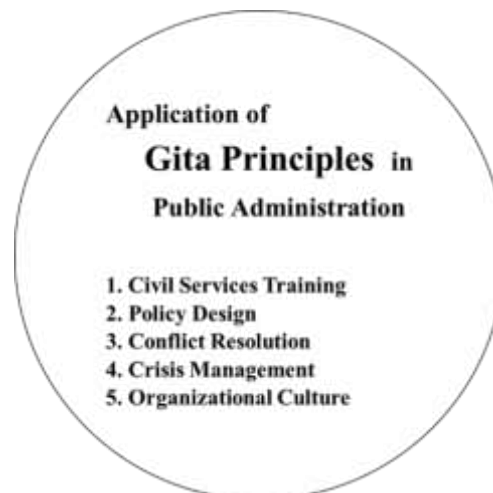 Application of
Gita Principles in
Public Administration
1. Civil Services Training
2. Policy Design
3. Conflict Resolution
4. Crisis Management
5. Organizational Culture